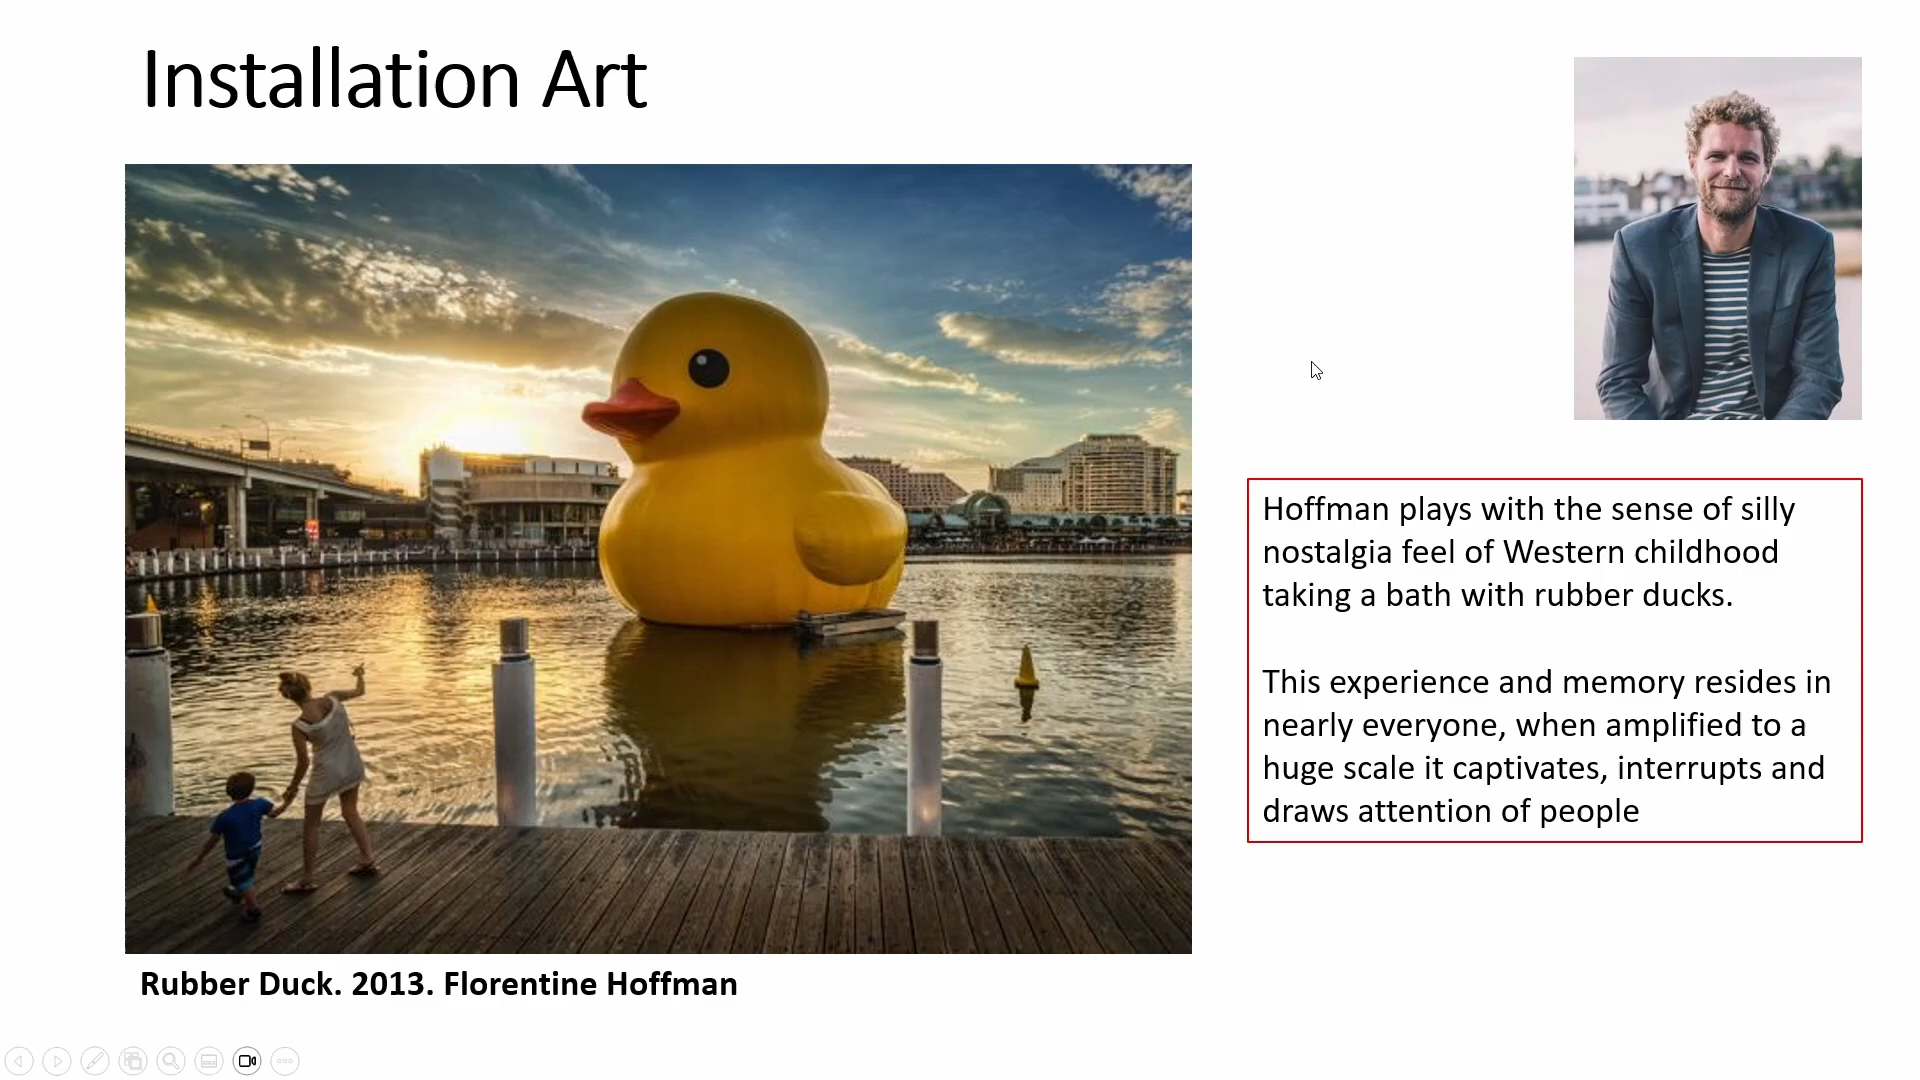 Installation Art
Hoffman plays with the sense of silly
nostalgia feel of Western childhood
taking a bath with rubber ducks.
This experience and memory resides in
nearly everyone, when amplified to a
huge scale it captivates, interrupts and
draws attention of people
Rubber Duck. 2013. Florentine Hoffman